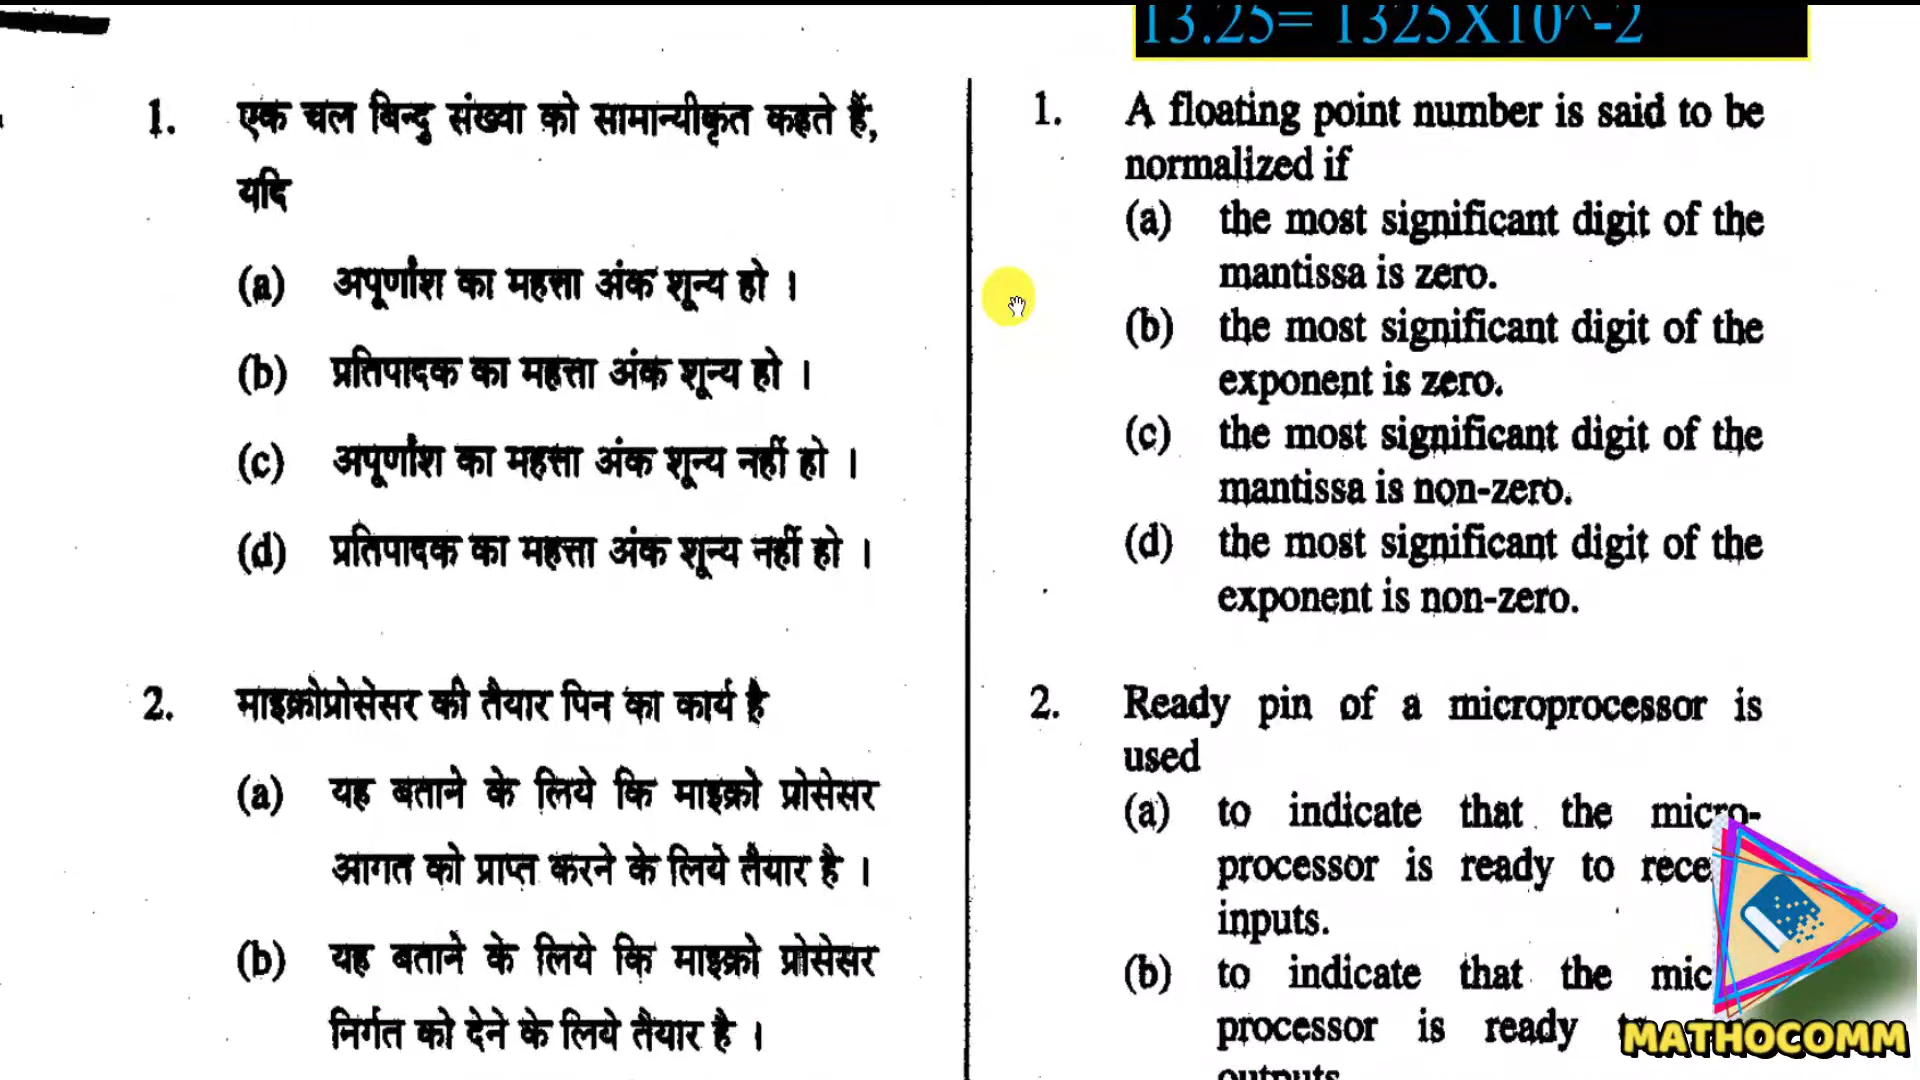 13.25= 1325X10^-2
1. एक चल बिन्दु संख्या को सामान्यीकृत कहते हैं,
यदि
(a) अपूर्णांश का महत्ता अंक शून्य हो ।
(b) प्रतिपादक का महत्ता अंक शून्य हो ।
(c) अपूर्णांश का महत्ता अंक शून्य नहीं हो ।
(d) प्रतिपादक का महत्ता अंक शून्य नहीं हो ।
2. माइक्रोप्रोसेसर की तैयार पिन का कार्य है
(a) यह बताने के लिये कि माइक्रो प्रोसेसर
आगत को प्राप्त करने के लिये तैयार है ।
(b) यह बताने के लिये कि माइक्रो प्रोसेसर
निर्गत को देने के लिये तैयार है ।
1. A floating point number is said to be
normalized if
(a) the most significant digit of the
mantissa is zero.
(b) the most significant digit of the
exponent is zero.
(c) the most significant digit of the
mantissa is non-zero.
(d) the most significant digit of the
exponent is non-zero.
2. Ready pin of a microprocessor is
used
(a) to indicate that the micro-
processor is ready to
inputs.
(b) to indicate that the
processor is ready
outputs
MATHOCOMM